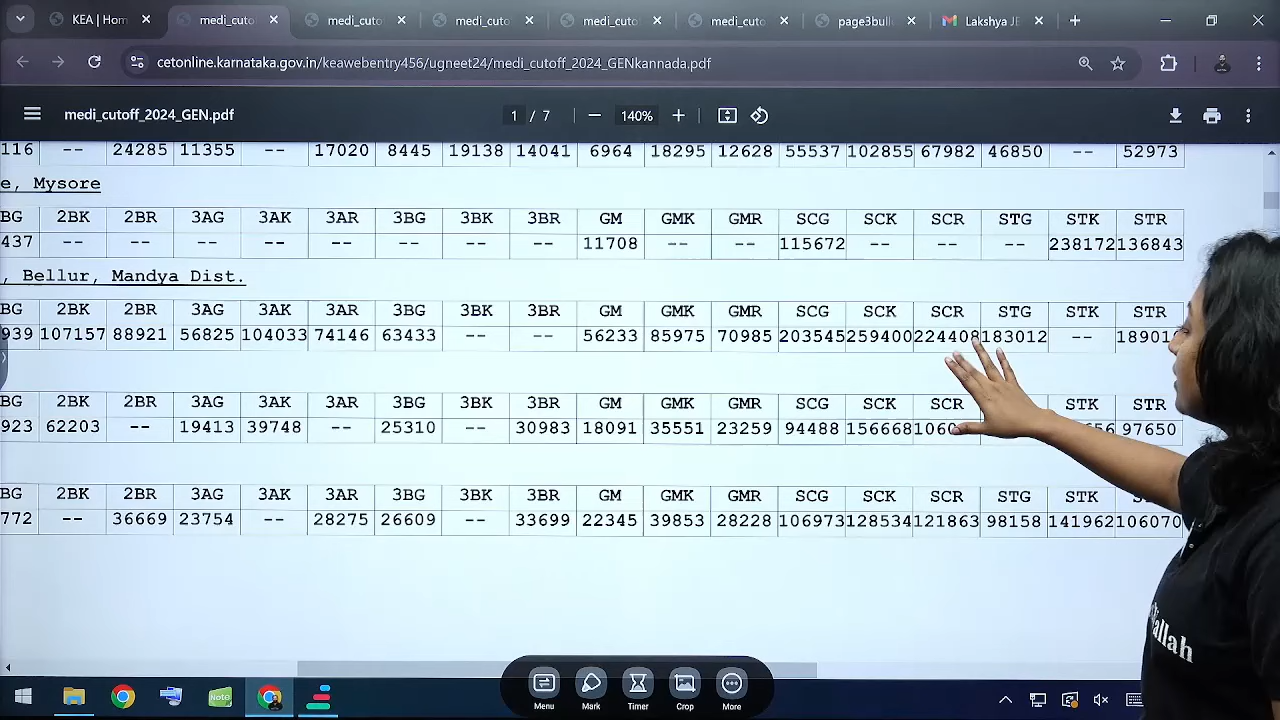 KEA | Hom medi_cuto medi_cuto medi_cuto medi_cuto medi_cuto page3bull Lakshya JE
cetonline.karnataka.gov.in/keawebentry456/ugneet24/medi_cutoff_2024_GENkannada.pdf
medi_cutoff_2024_GEN.pdf 1 / 7 140%
116 -- 24285 11355 -- 17020 8445 19138 14041 6964 18295 12628 55537 102855 67982 46850 -- 52973
e, Mysore
BG 2BK 2BR 3AG 3AK 3AR 3BG 3BK 3BR GM GMK GMR SCG SCK SCR STG STK STR
437 -- -- -- -- -- -- -- -- 11708 -- -- 115672 -- -- -- 238172 136843
, Bellur, Mandya Dist.
BG 2BK 2BR 3AG 3AK 3AR 3BG 3BK 3BR GM GMK GMR SCG SCK SCR STG STK STR
939 107157 88921 56825 104033 74146 63433 -- -- 56233 85975 70985 203545 259400 224408 183012 -- 18901
BG 2BK 2BR 3AG 3AK 3AR 3BG 3BK 3BR GM GMK GMR SCG SCK SCR STK STR
923 62203 -- 19413 39748 -- 25310 -- 30983 18091 35551 23259 94488 156668 106 97650
BG 2BK 2BR 3AG 3AK 3AR 3BG 3BK 3BR GM GMK GMR SCG SCK SCR STG STK
772 -- 36669 23754 -- 28275 26609 -- 33699 22345 39853 28228 106973 128534 121863 98158 141962 106070
allah
Menu Mark Timer Crop More
Note